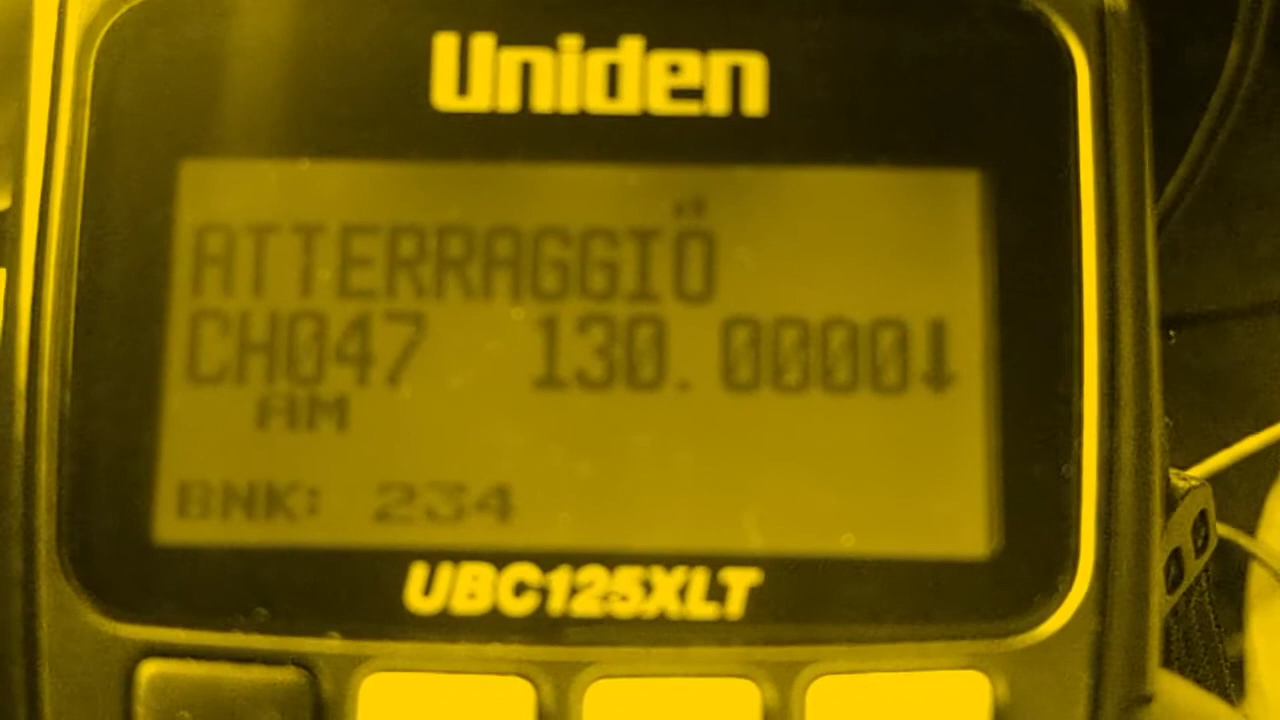 Uniden
ATTERRAGGIO
CH047 130.0000↓
AM
BNK: 234
UBC125XLT